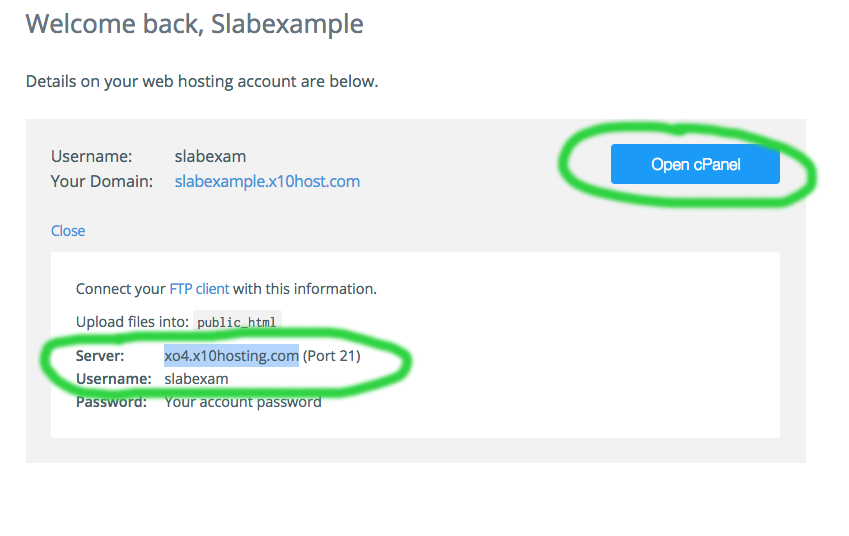 Welcome back, Slabexample
Details on your web hosting account are below.
Username: slabexam
Open cPanel
Your Domain: slabexample.x10host.com
Close
Connect your FTP client with this information.
Upload files into: public_html
Server: xo4.x10hosting.com (Port 21)
Username: slabexam
Password: Your account password